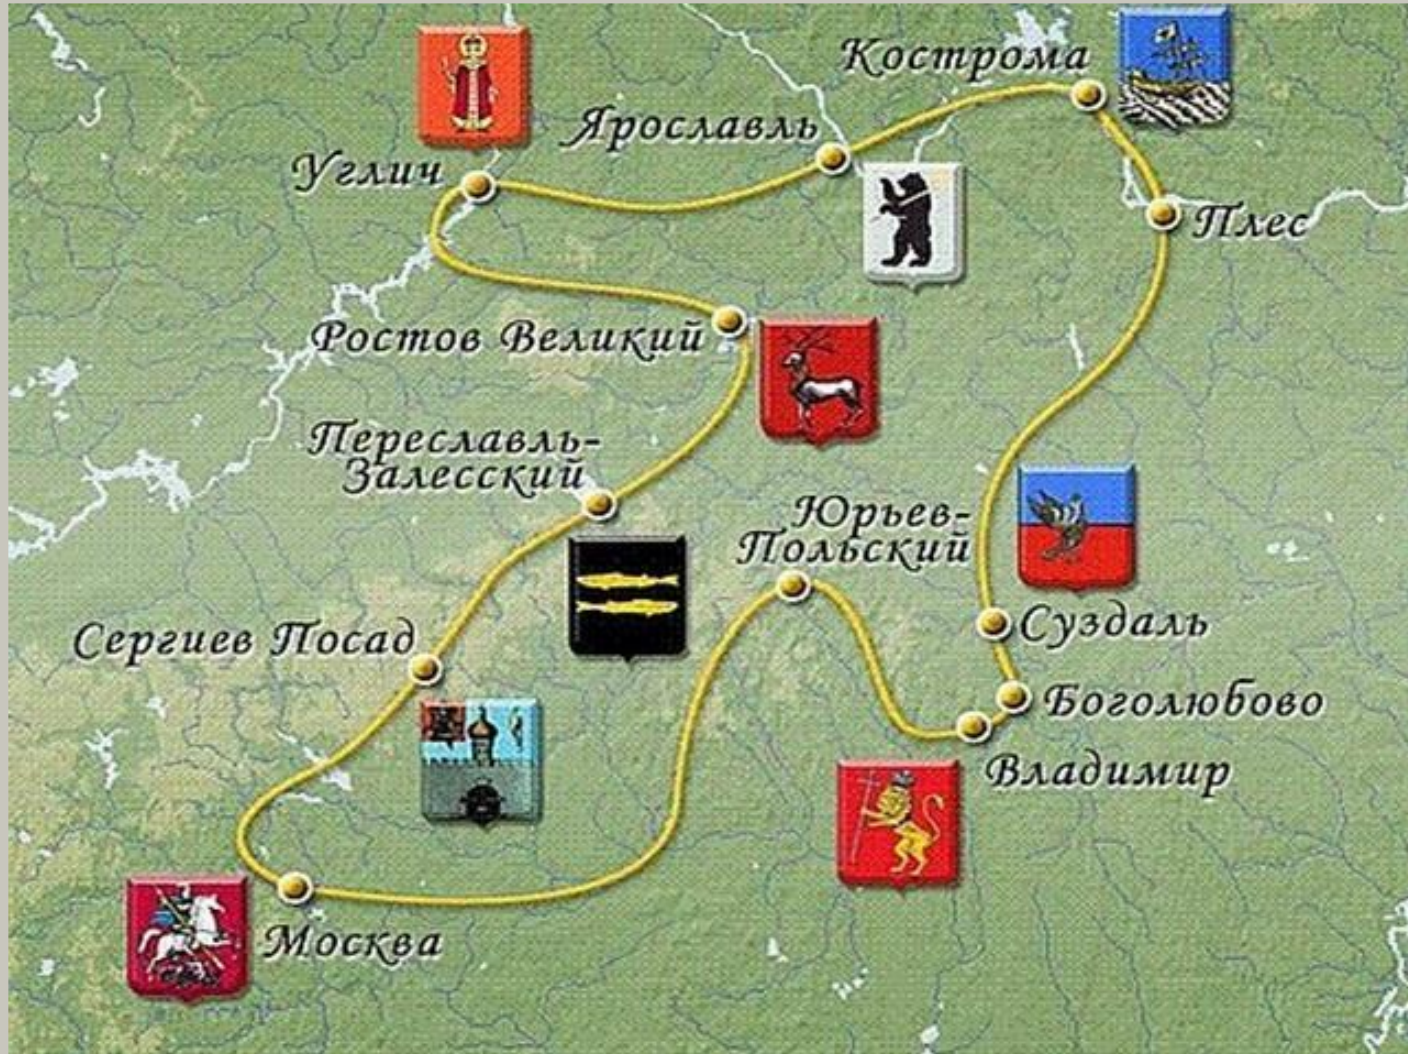 Кострома
Ярославль
Углич
Плес
Ростов Великий
Переславль-
Залесский
Юрьев-
Польский
Сергиев Посад
Суздаль
Боголюбово
Владимир
Москва